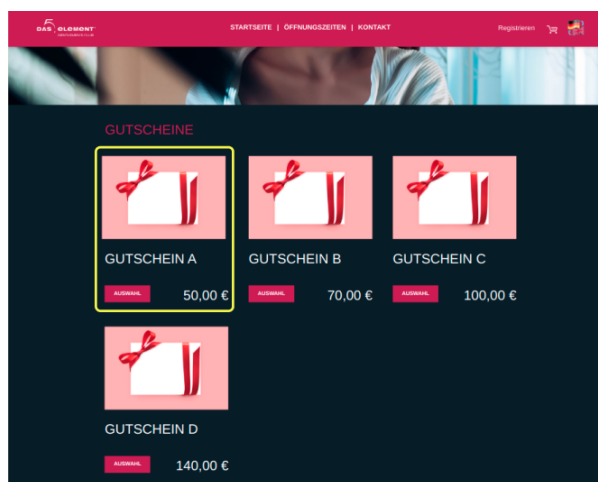 DAS 5 ELEMENT
STARTSEITE | ÖFFNUNGSZEITEN | KONTAKT
Registrieren
GUTSCHEINE
GUTSCHEIN A
GUTSCHEIN B
GUTSCHEIN C
AUSWAHL 50,00 €
AUSWAHL 70,00 €
AUSWAHL 100,00 €
GUTSCHEIN D
AUSWAHL 140,00 €